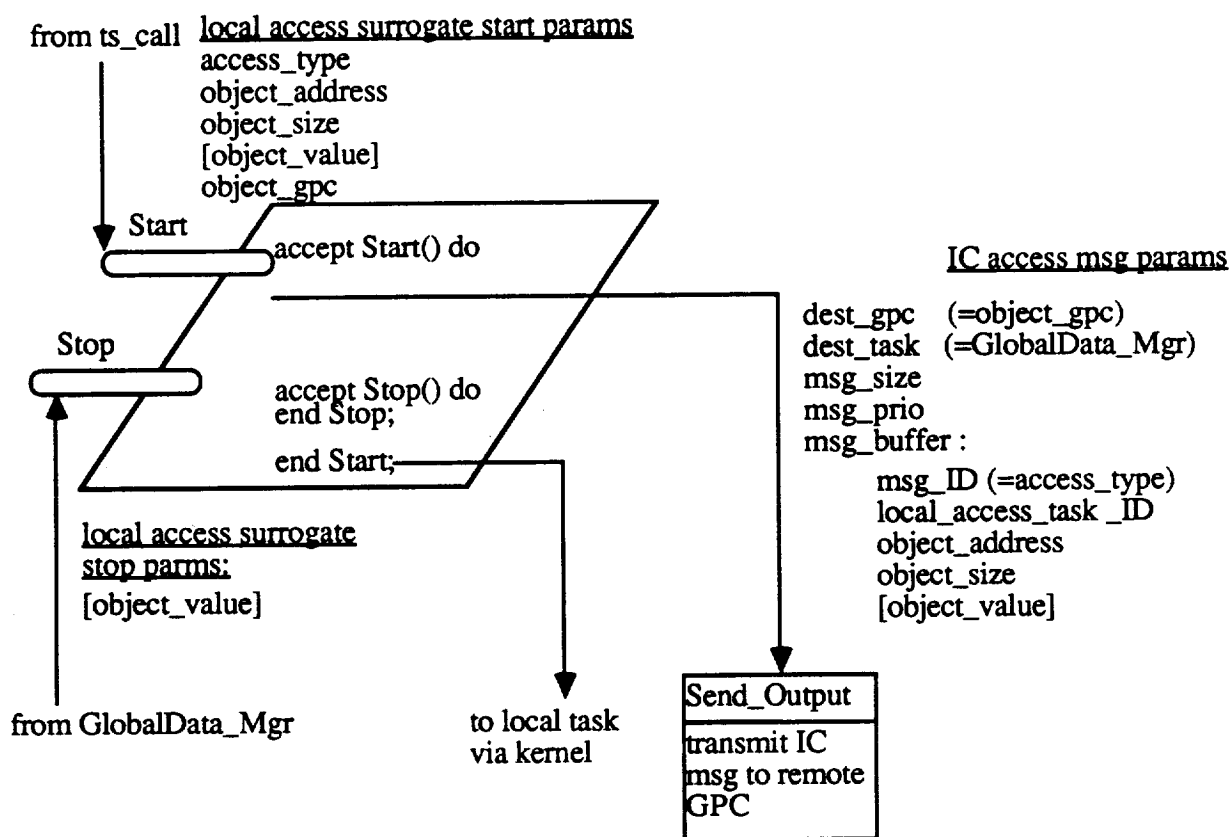 from ts_call
local access surrogate start params
access_type
object_address
object_size
[object_value]
object_gpc
Start
accept Start() do
Stop
accept Stop() do
end Stop;
end Start;
IC access msg params
dest_gpc (=object_gpc)
dest_task (=GlobalData_Mgr)
msg_size
msg_prio
msg_buffer :
msg_ID (=access_type)
local_access_task _ID
object_address
object_size
[object_value]
local access surrogate
stop parms:
[object_value]
from GlobalData_Mgr
to local task
via kernel
Send_Output
transmit IC
msg to remote
GPC